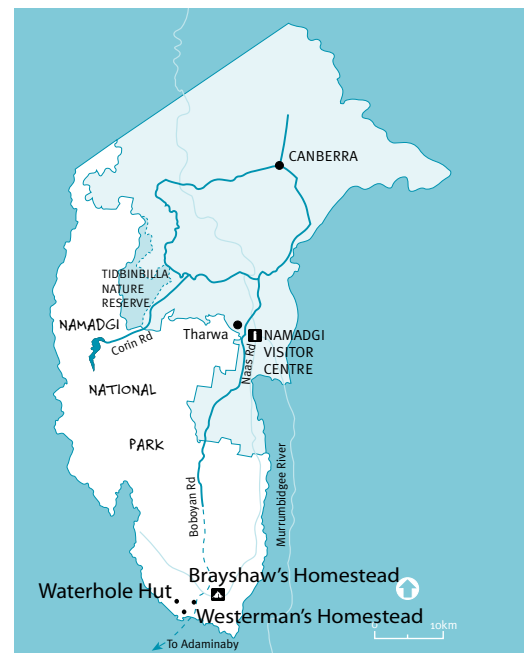 CANBERRA
TIDBINBILLA
NATURE
RESERVE
NAMADGI
Corin Rd
Tharwa
i NAMADGI
VISITOR
CENTRE
Naas Rd
NATIONAL
PARK
Boboyan Rd
Murrumbidgee River
Brayshaw's Homestead
Waterhole Hut
Westerman's Homestead
0 10km
To Adaminaby